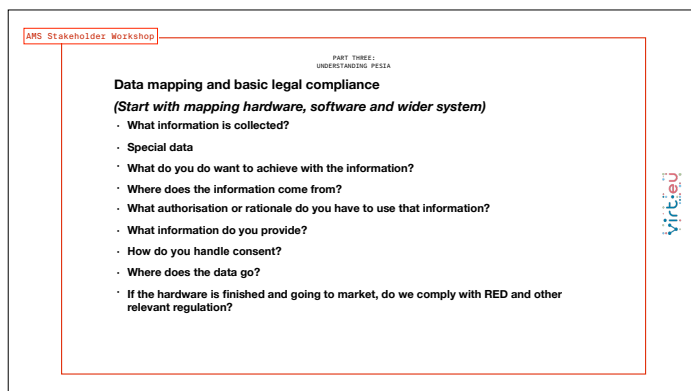 AMS Stakeholder Workshop
PART THREE:
UNDERSTANDING PESIA
Data mapping and basic legal compliance
(Start with mapping hardware, software and wider system)
· What information is collected?
· Special data
· What do you do want to achieve with the information?
· Where does the information come from?
· What authorisation or rationale do you have to use that information?
· What information do you provide?
· How do you handle consent?
· Where does the data go?
· If the hardware is finished and going to market, do we comply with RED and other
relevant regulation?
virt:eu